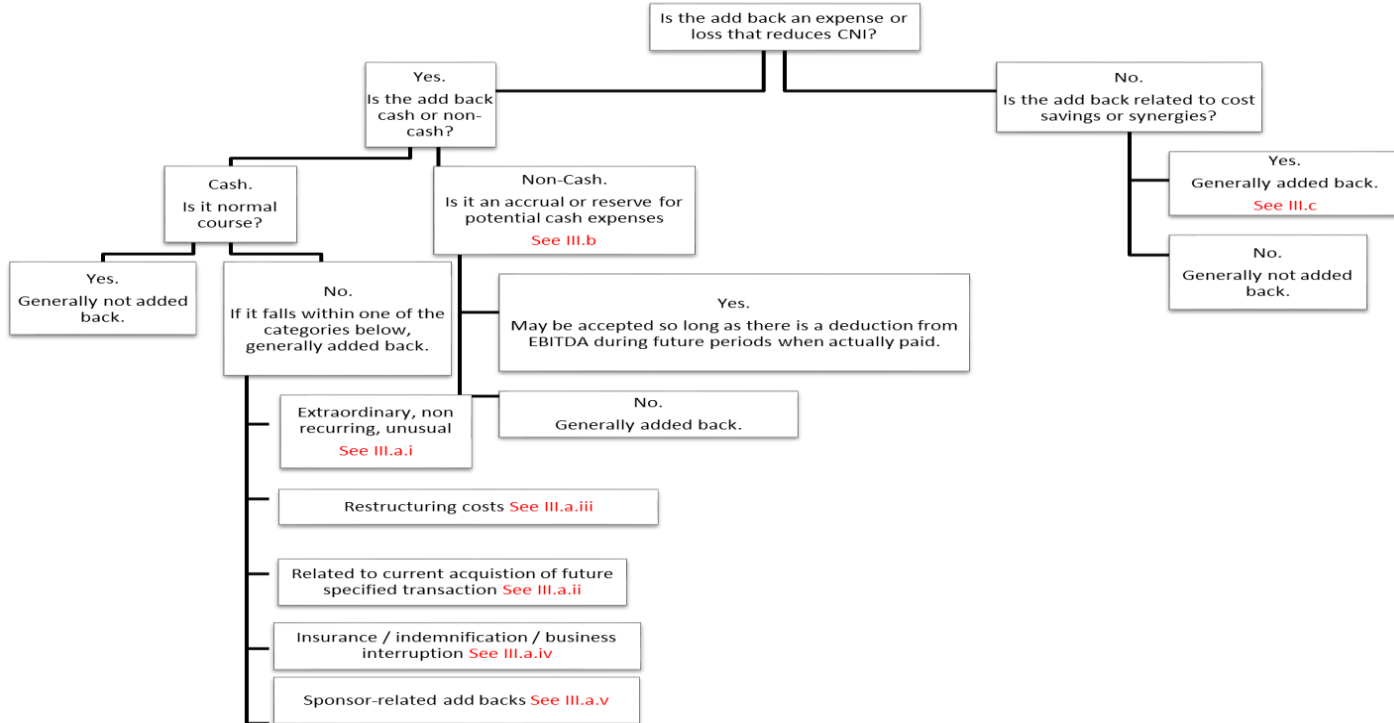 Is the add back an expense or
loss that reduces CNI?
Yes.
Is the add back
cash or non-
cash?
No.
Is the add back related to cost
savings or synergies?
Cash.
Is it normal
course?
Non-Cash.
Is it an accrual or reserve for
potential cash expenses
See III.b
Yes.
Generally added back.
See III.c
No.
Generally not added
back.
Yes.
Generally not added
back.
No.
If it falls within one of the
categories below,
generally added back.
Yes.
May be accepted so long as there is a deduction from
EBITDA during future periods when actually paid.
No.
Generally added back.
Extraordinary, non
recurring, unusual
See III.a.i
Restructuring costs See III.a.iii
Related to current acquistion of future
specified transaction See III.a.ii
Insurance / indemnification / business
interruption See III.a.iv
Sponsor-related add backs See III.a.v